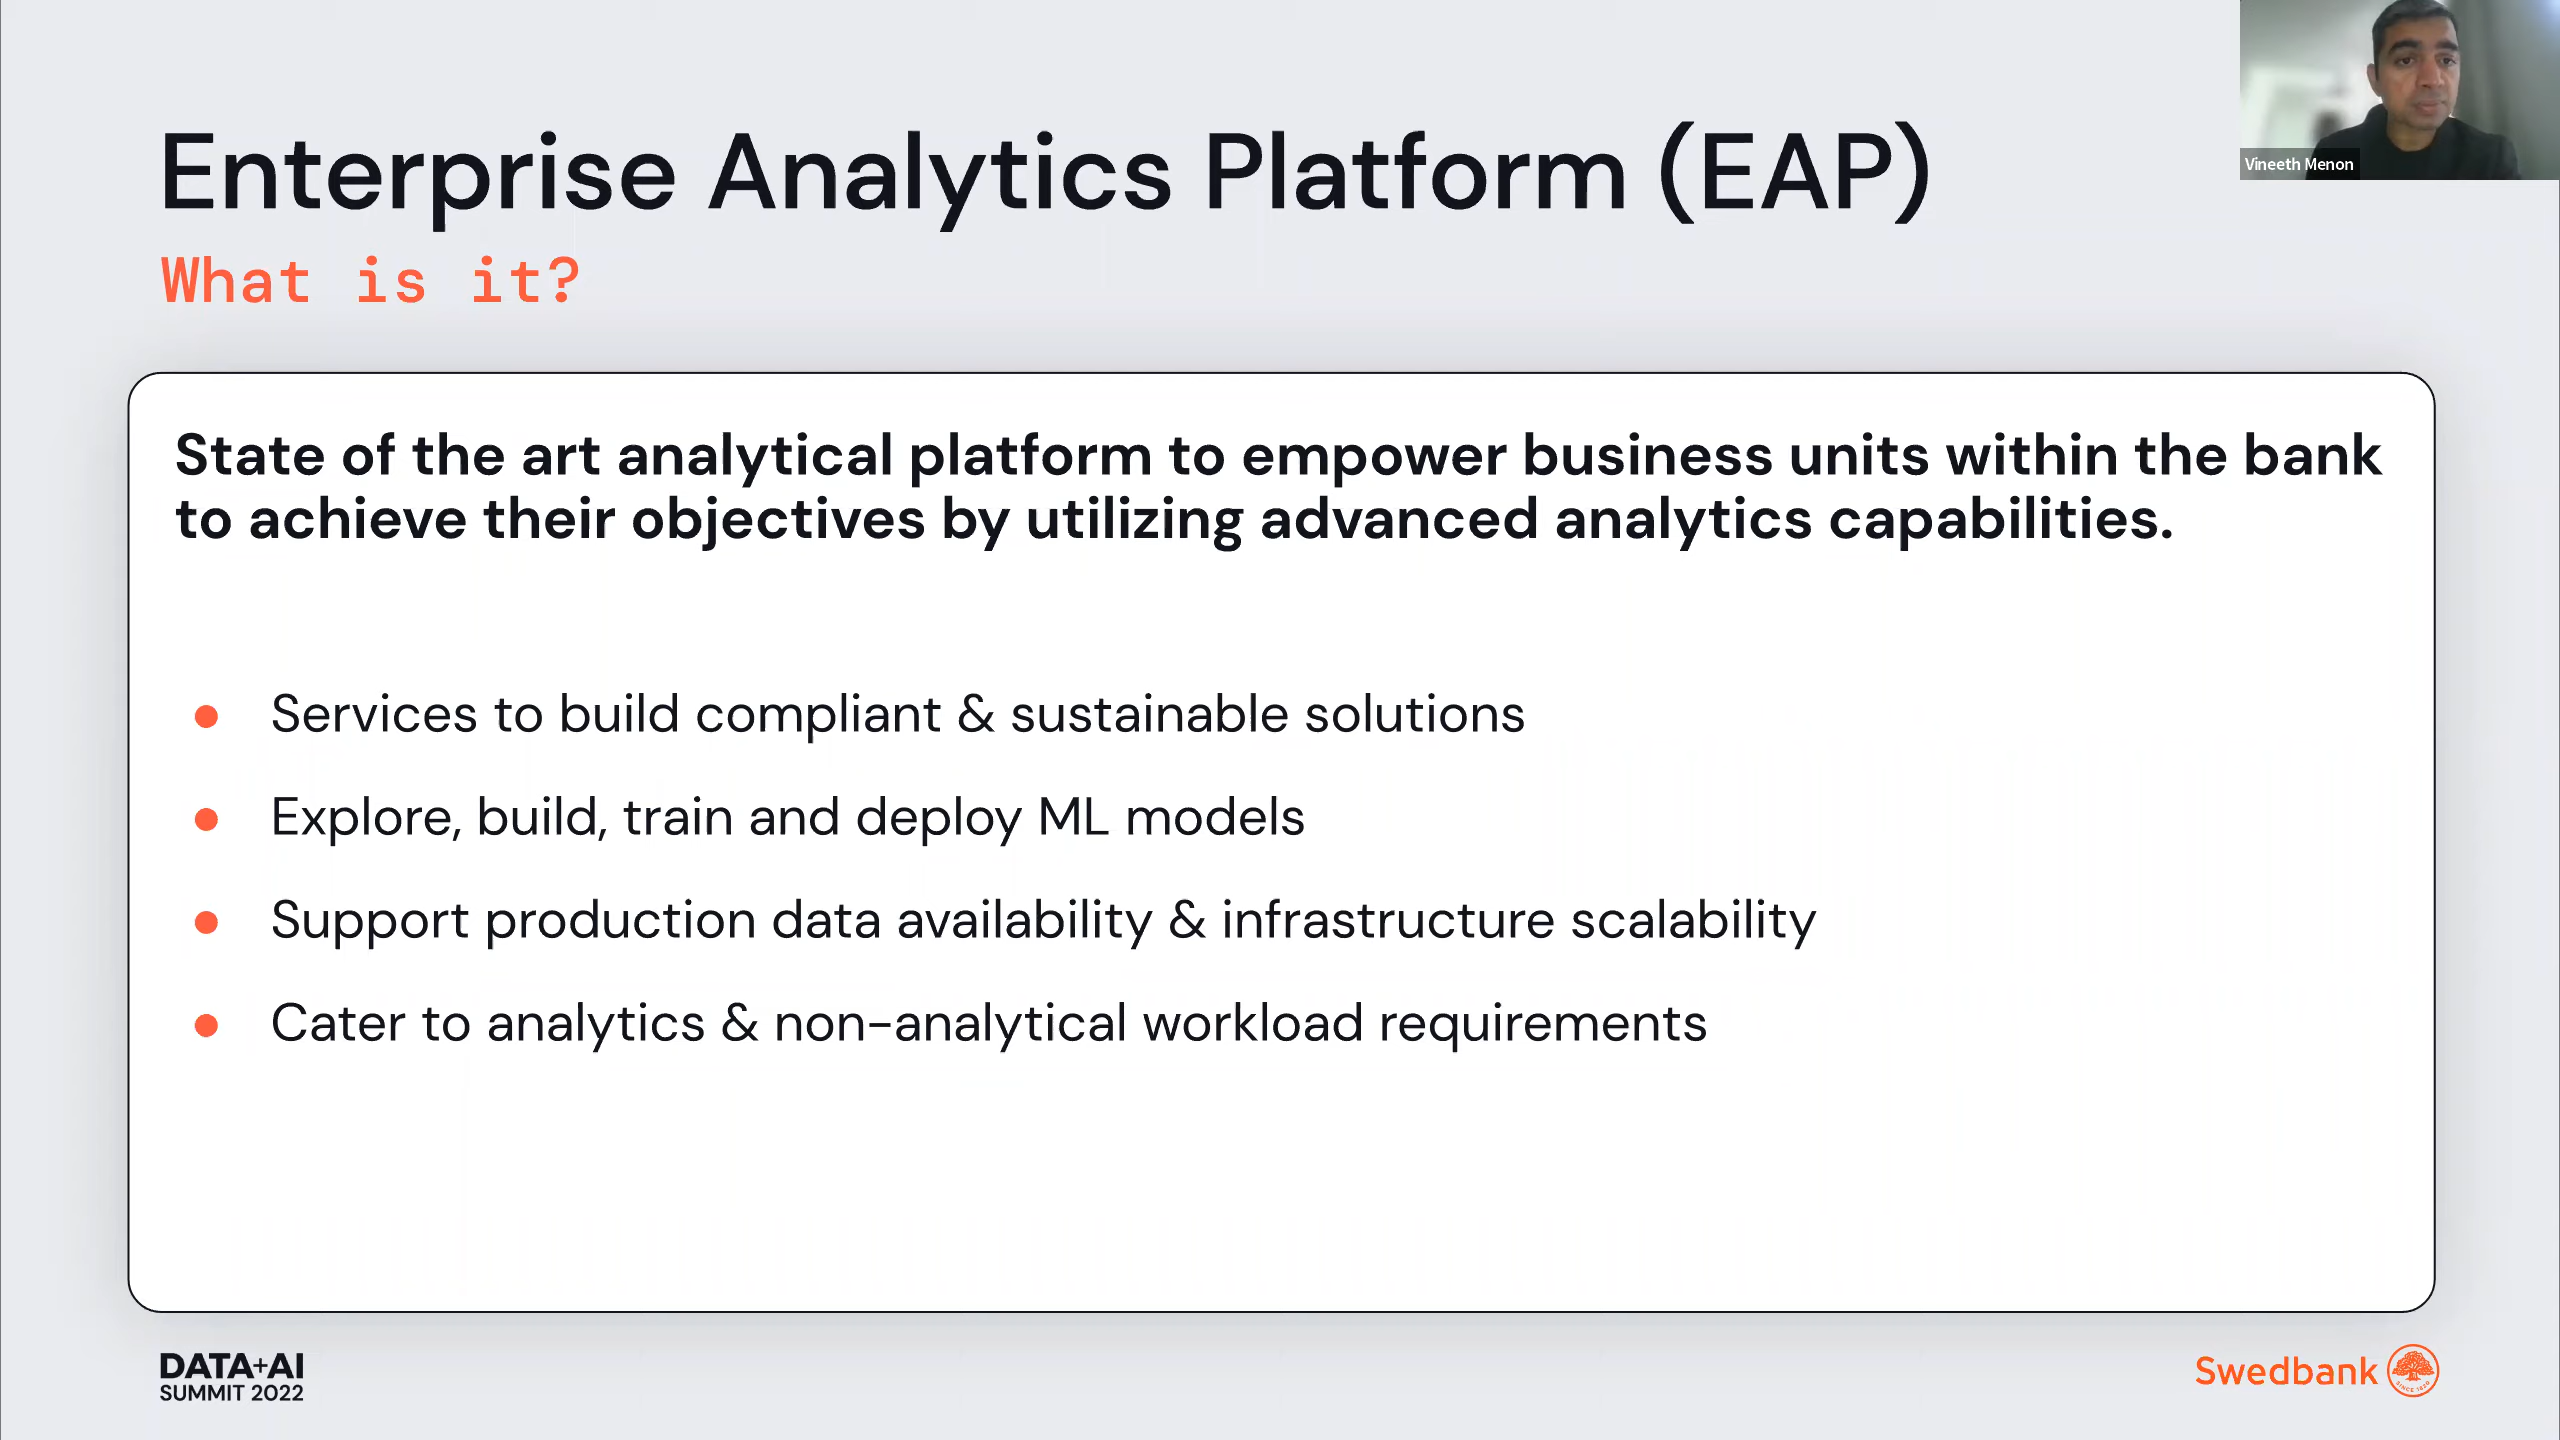 Enterprise Analytics Platform (EAP)
What is it?
Vineeth Menon
State of the art analytical platform to empower business units within the bank
to achieve their objectives by utilizing advanced analytics capabilities.
● Services to build compliant & sustainable solutions
● Explore, build, train and deploy ML models
● Support production data availability & infrastructure scalability
● Cater to analytics & non-analytical workload requirements
DATA+AI
SUMMIT 2022
Swedbank
SINCE 1820